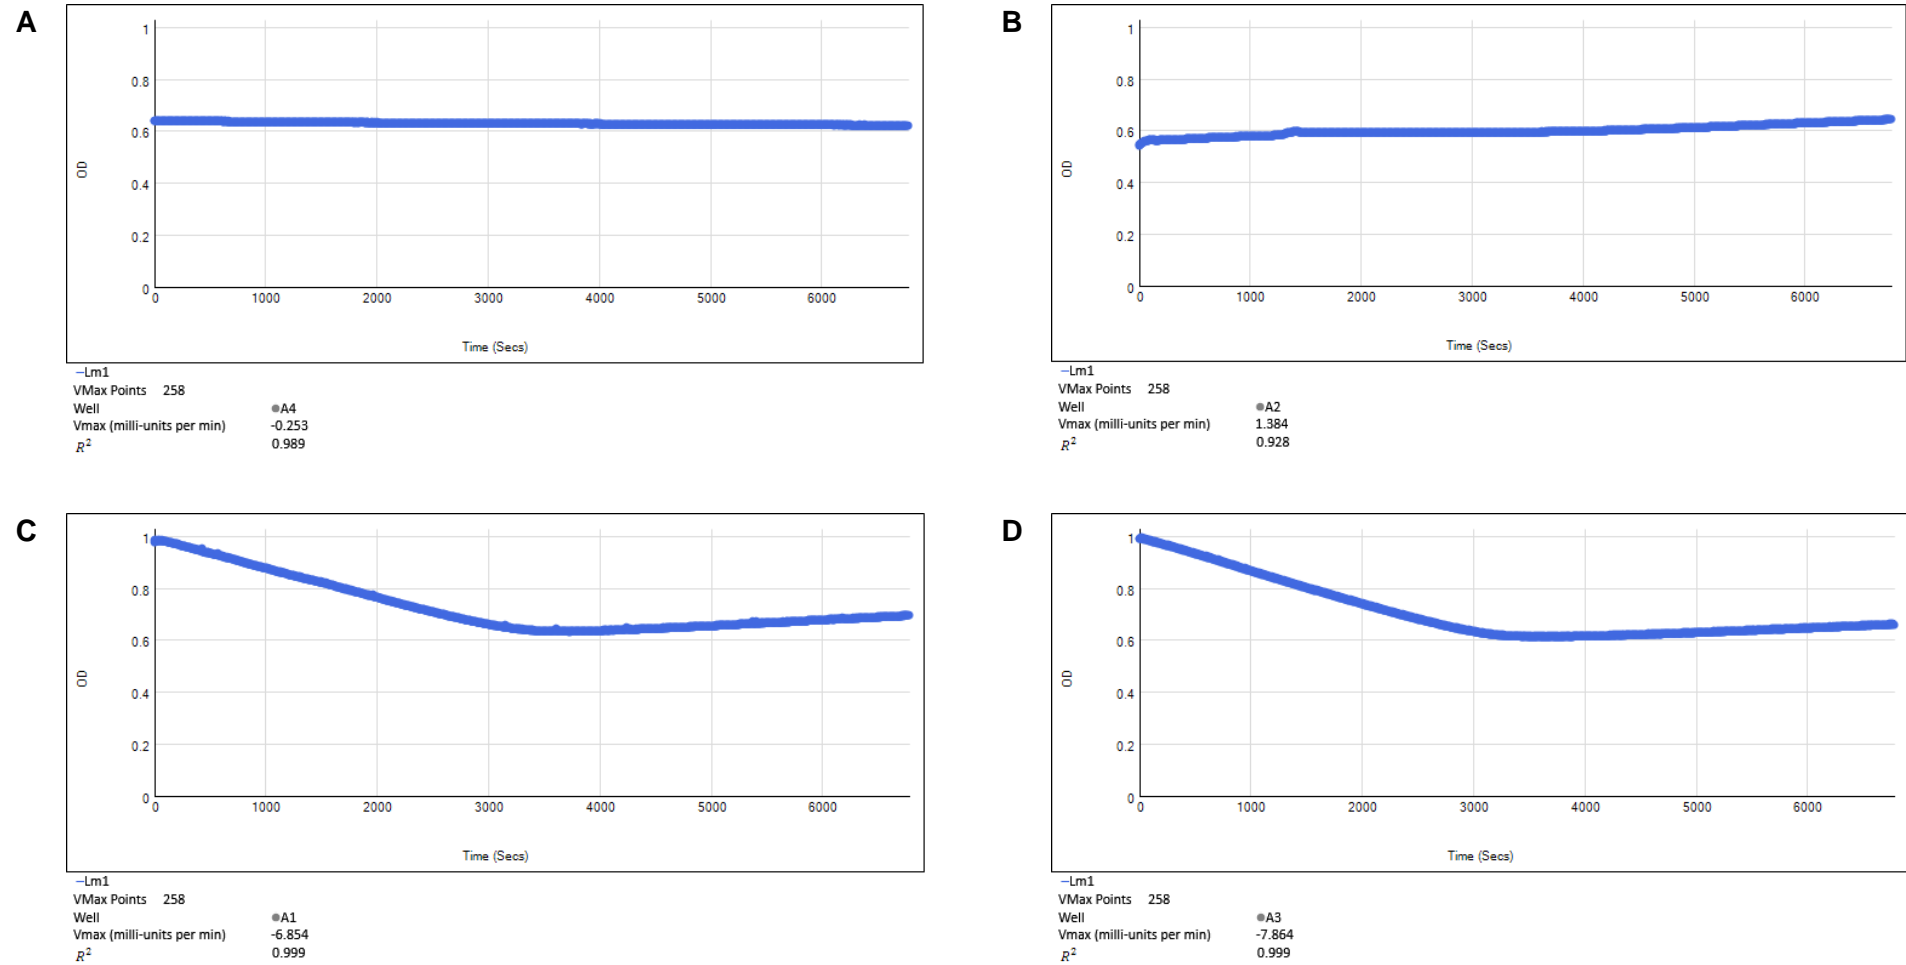 A
1
0.8
0.6
0.4
0.2
0
OD
0 1000 2000 3000 4000 5000 6000
Time (Secs)
–Lm1
VMax Points 258
Well A4
Vmax (milli-units per min) -0.253
R² 0.989
B
1
0.8
0.6
0.4
0.2
0
OD
0 1000 2000 3000 4000 5000 6000
Time (Secs)
–Lm1
VMax Points 258
Well A2
Vmax (milli-units per min) 1.384
R² 0.928
C
1
0.8
0.6
0.4
0.2
0
OD
0 1000 2000 3000 4000 5000 6000
Time (Secs)
–Lm1
VMax Points 258
Well A1
Vmax (milli-units per min) -6.854
R² 0.999
D
1
0.8
0.6
0.4
0.2
0
OD
0 1000 2000 3000 4000 5000 6000
Time (Secs)
–Lm1
VMax Points 258
Well A3
Vmax (milli-units per min) -7.864
R² 0.999